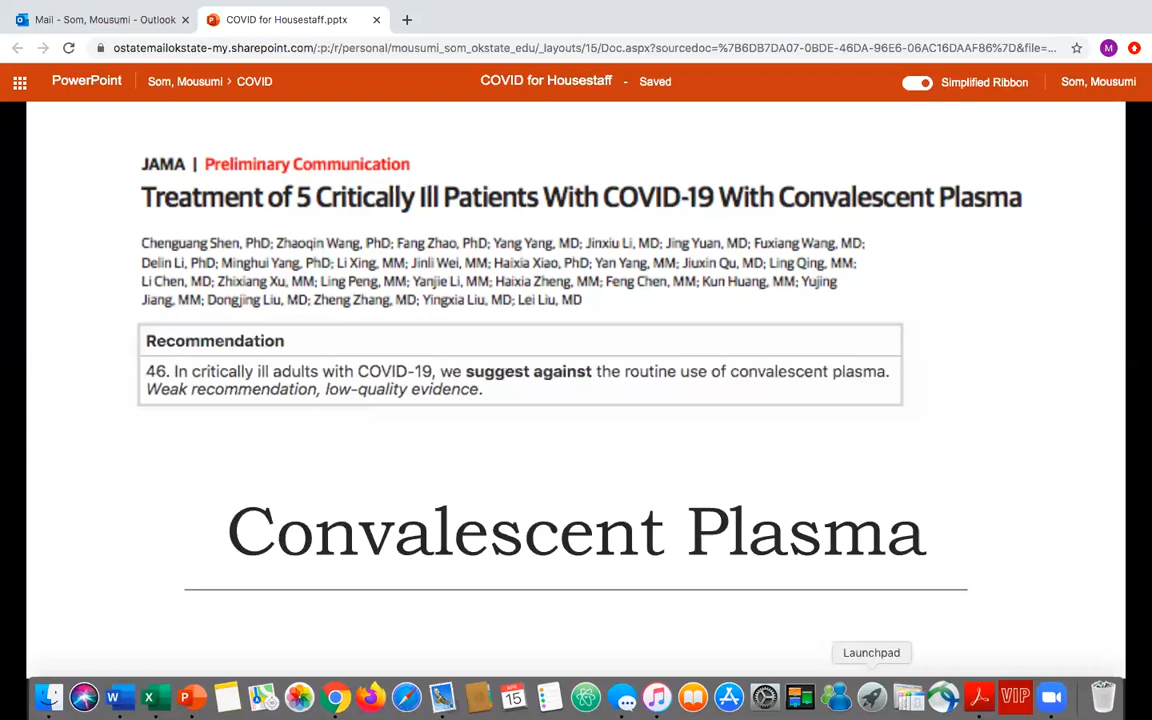 Mail - Som, Mousumi - Outlook
COVID for Housestaff.pptx
ostatemailokstate-my.sharepoint.com/:p:/r/personal/mousumi_som_okstate_edu/_layouts/15/Doc.aspx?sourcedoc=%7B6DB7DA07-0BDE-46DA-96E6-06AC16DAAF86%7D&file=...
M
PowerPoint
Som, Mousumi > COVID
COVID for Housestaff - Saved
Simplified Ribbon
Som, Mousumi
JAMA | Preliminary Communication
Treatment of 5 Critically Ill Patients With COVID-19 With Convalescent Plasma
Chenguang Shen, PhD; Zhaoqin Wang, PhD; Fang Zhao, PhD; Yang Yang, MD; Jinxiu Li, MD; Jing Yuan, MD; Fuxiang Wang, MD;
Delin Li, PhD; Minghui Yang, PhD; Li Xing, MM; Jinli Wei, MM; Haixia Xiao, PhD; Yan Yang, MM; Jiuxin Qu, MD; Ling Qing, MM;
Li Chen, MD; Zhixiang Xu, MM; Ling Peng, MM; Yanjie Li, MM; Haixia Zheng, MM; Feng Chen, MM; Kun Huang, MM; Yujing
Jiang, MM; Dongjing Liu, MD; Zheng Zhang, MD; Yingxia Liu, MD; Lei Liu, MD
Recommendation
46. In critically ill adults with COVID-19, we suggest against the routine use of convalescent plasma.
Weak recommendation, low-quality evidence.
Convalescent Plasma
Launchpad
APR
15
VIP